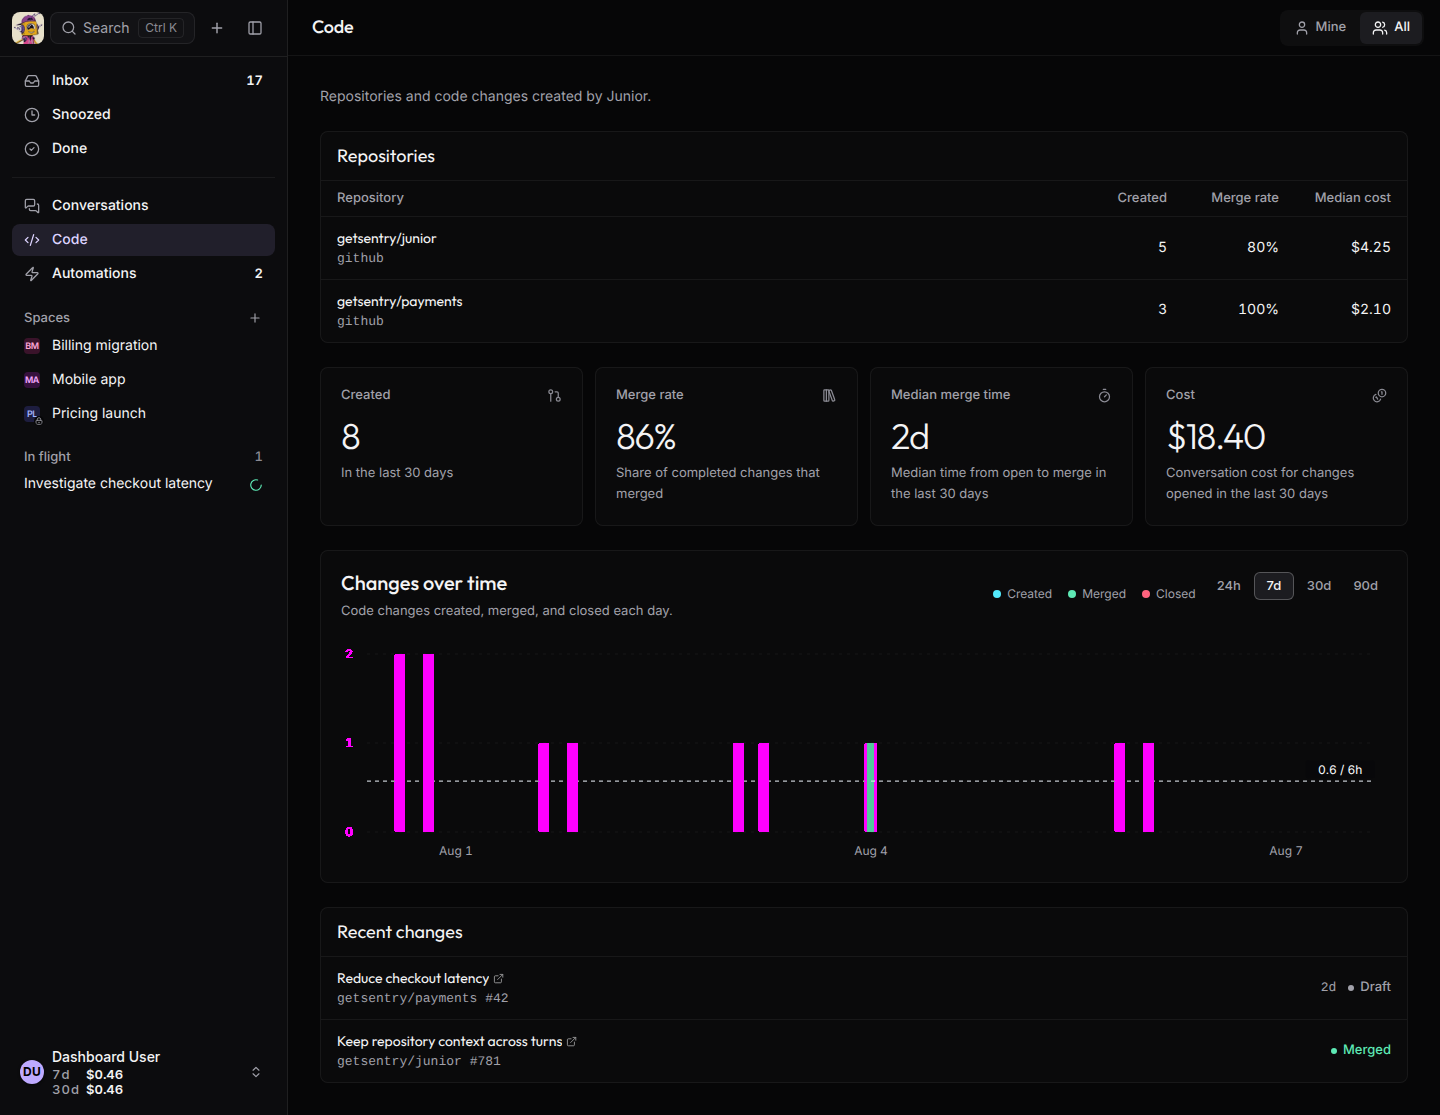 Search Ctrl K
Inbox 17
Snoozed
Done
Conversations
Code
Automations 2
Spaces
BM Billing migration
MA Mobile app
PL Pricing launch
In flight 1
Investigate checkout latency
DU Dashboard User
7d $0.46
30d $0.46
Code
Mine All
Repositories and code changes created by Junior.
Repositories
Repository Created Merge rate Median cost
getsentry/junior
github
5 80% $4.25
getsentry/payments
github
3 100% $2.10
Created
8
In the last 30 days
Merge rate
86%
Share of completed changes that
merged
Median merge time
2d
Median time from open to merge in
the last 30 days
Cost
$18.40
Conversation cost for changes
opened in the last 30 days
Changes over time
Code changes created, merged, and closed each day.
Created Merged Closed
24h 7d 30d 90d
2
1
0
0.6 / 6h
Aug 1 Aug 4 Aug 7
Recent changes
Reduce checkout latency
getsentry/payments #42
2d Draft
Keep repository context across turns
getsentry/junior #781
Merged